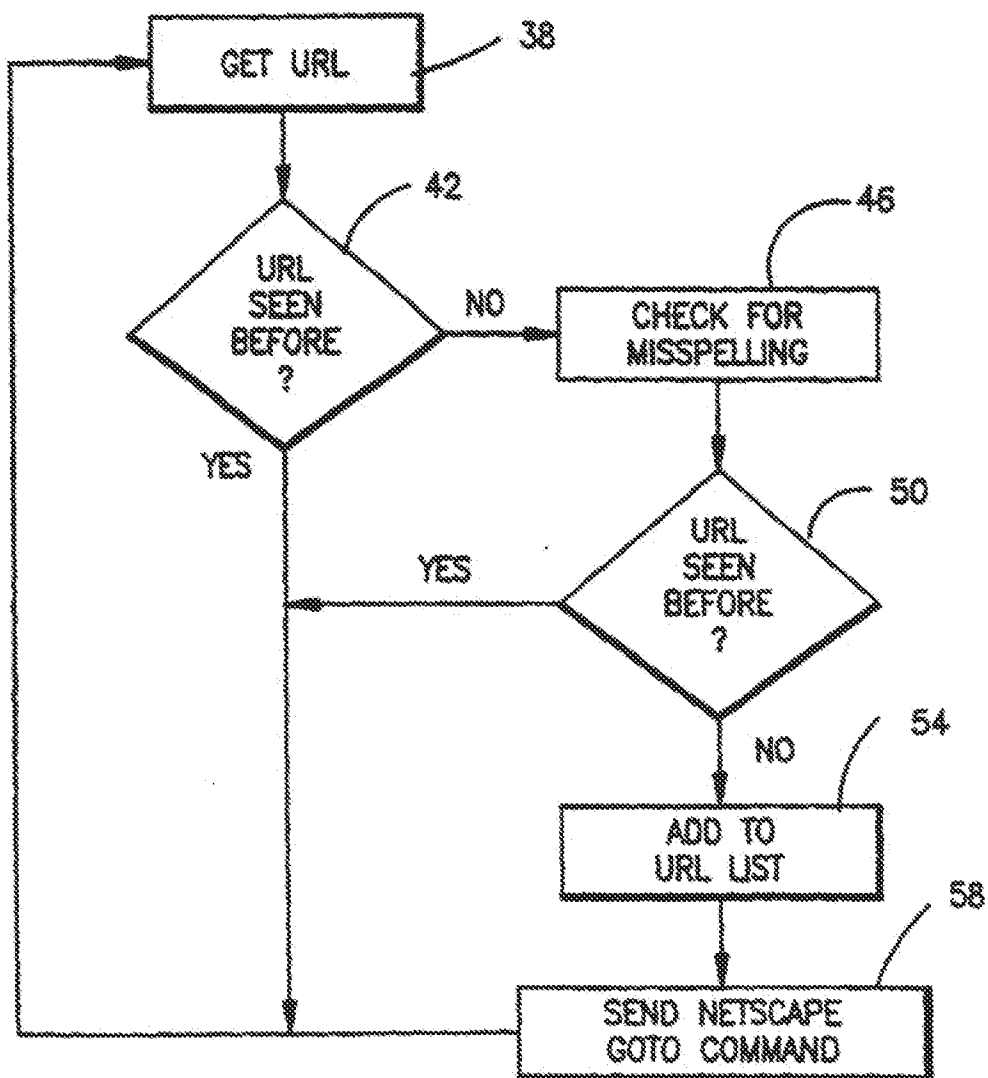 GET URL
38
42
URL
SEEN
BEFORE
?
NO
YES
46
CHECK FOR
MISSPELLING
50
URL
SEEN
BEFORE
?
YES
NO
54
ADD TO
URL LIST
58
SEND NETSCAPE
GOTO COMMAND